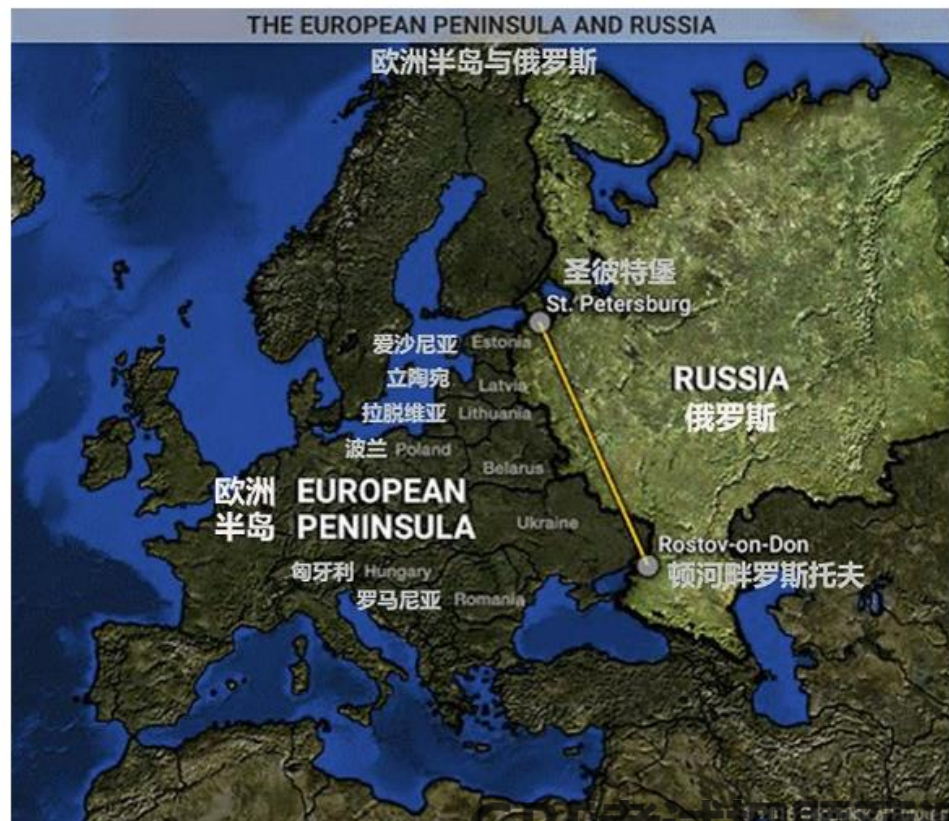 THE EUROPEAN PENINSULA AND RUSSIA
欧洲半岛与俄罗斯
圣彼特堡
St. Petersburg
爱沙尼亚 Estonia
立陶宛 Latvia
拉脱维亚 Lithuania
波兰 Poland
Belarus
RUSSIA
俄罗斯
欧洲 EUROPEAN
半岛 PENINSULA
Ukraine
Rostov-on-Don
顿河畔罗斯托夫
匈牙利 Hungary
罗马尼亚 Romania